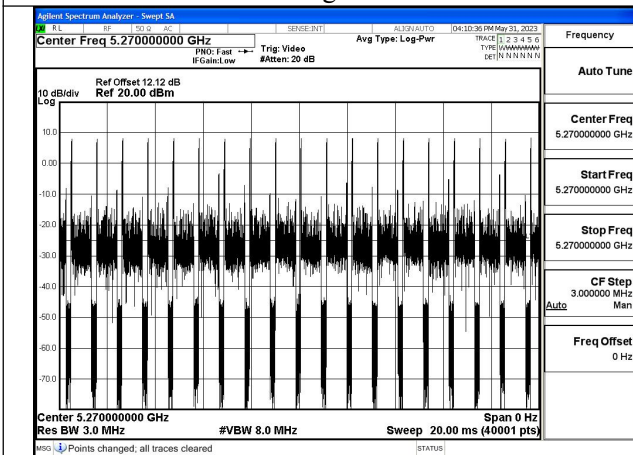 Agilent Spectrum Analyzer - Swept SA
RL RF 50 Ω AC SENSE:INT ALIGNAUTO 04:10:36 PM May 31, 2023
Center Freq 5.270000000 GHz
PNO: Fast
IFGain:Low
Trig: Video
#Atten: 20 dB
Avg Type: Log-Pwr
TRACE 1 2 3 4 5 6
TYPE WWWWWW
DET N N N N N N
Ref Offset 12.12 dB
10 dB/div Ref 20.00 dBm
Log
10.0
0.00
-10.0
-20.0
-30.0
-40.0
-50.0
-60.0
-70.0
Center 5.270000000 GHz Span 0 Hz
Res BW 3.0 MHz #VBW 8.0 MHz Sweep 20.00 ms (40001 pts)
MSG Points changed; all traces cleared STATUS
Frequency
Auto Tune
Center Freq
5.270000000 GHz
Start Freq
5.270000000 GHz
Stop Freq
5.270000000 GHz
CF Step
3.000000 MHz
Auto Man
Freq Offset
0 Hz